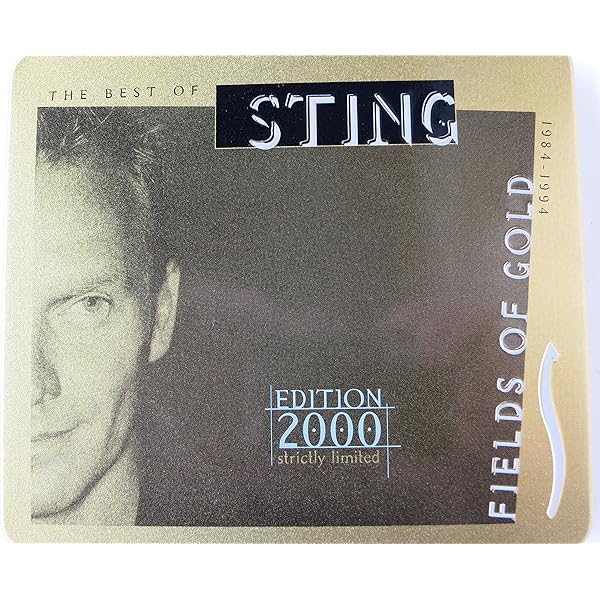 THE BEST OF STING
1984-1994
FIELDS OF GOLD
EDITION
2000
strictly limited